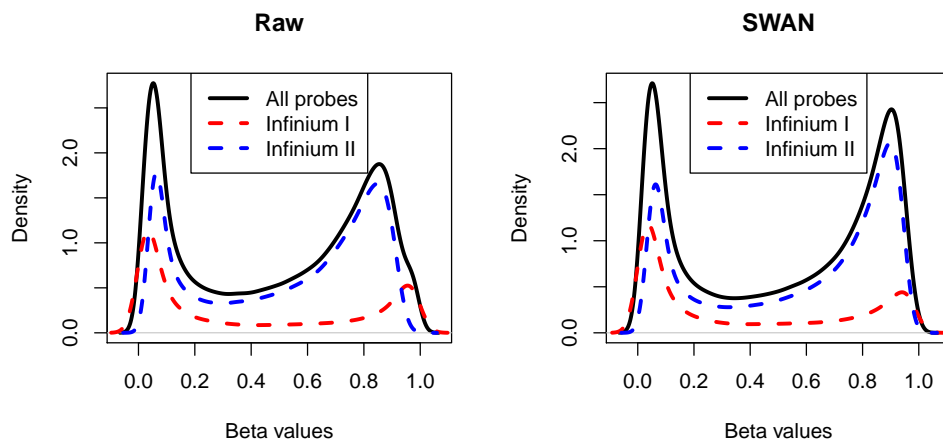 Raw
All probes
Infinium I
Infinium II
Density
0.0
1.0
2.0
0.0 0.2 0.4 0.6 0.8 1.0
Beta values
SWAN
All probes
Infinium I
Infinium II
Density
0.0
1.0
2.0
0.0 0.2 0.4 0.6 0.8 1.0
Beta values